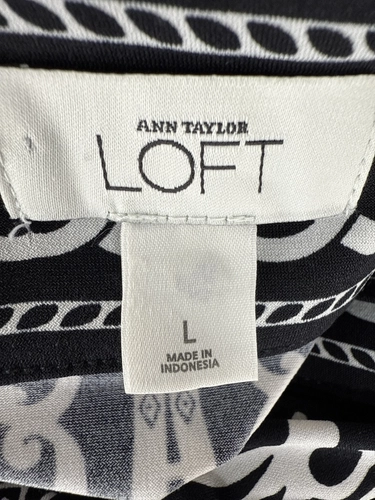 ANN TAYLOR
LOFT
L
MADE IN
INDONESIA